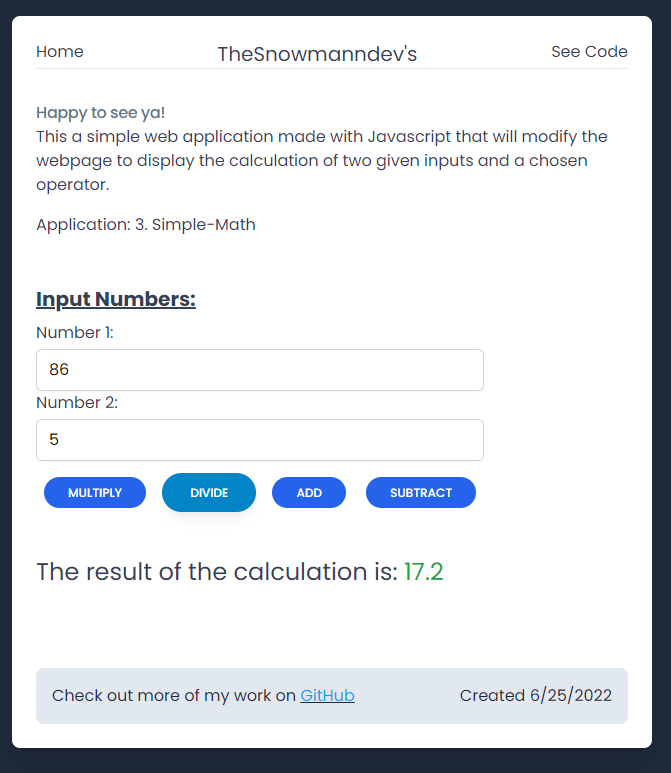 Home TheSnowmanndev's See Code
Happy to see ya!
This a simple web application made with Javascript that will modify the
webpage to display the calculation of two given inputs and a chosen
operator.
Application: 3. Simple-Math
Input Numbers:
Number 1:
86
Number 2:
5
MULTIPLY DIVIDE ADD SUBTRACT
The result of the calculation is: 17.2
Check out more of my work on GitHub Created 6/25/2022